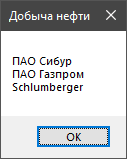 Добыча нефти
ПАО Сибур
ПАО Газпром
Schlumberger
OK